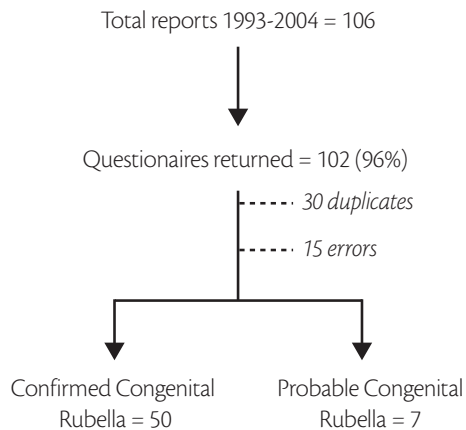 Total reports 1993-2004 = 106
Questionaires returned = 102 (96%)
30 duplicates
15 errors
Confirmed Congenital
Rubella = 50
Probable Congenital
Rubella = 7